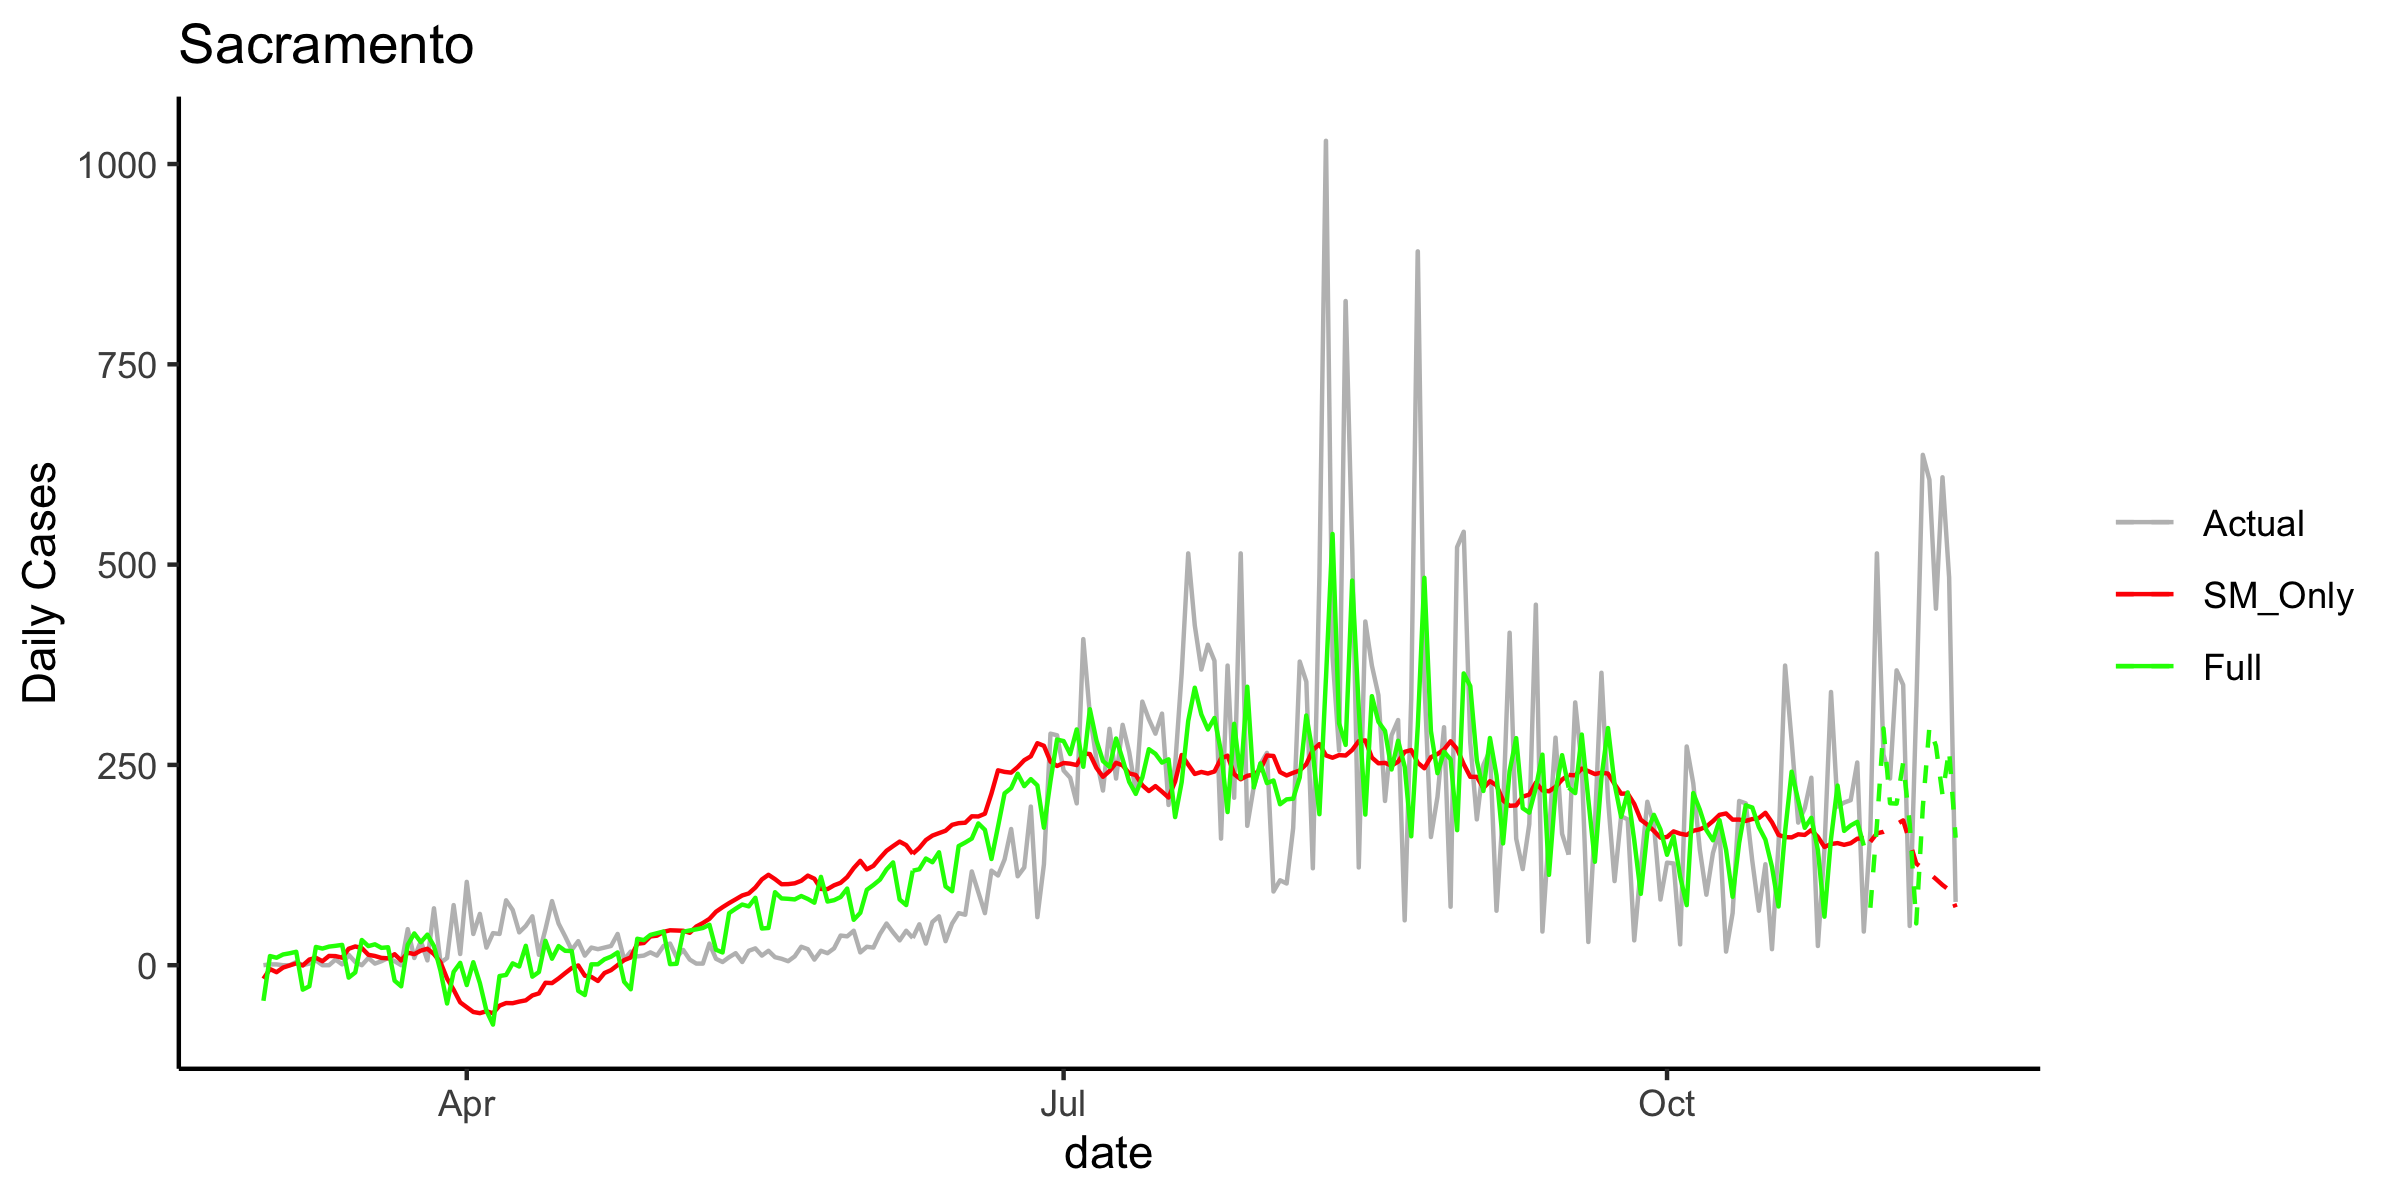 Sacramento
1000
750
500
250
0
Daily Cases
Apr
Jul
Oct
date
Actual
SM_Only
Full